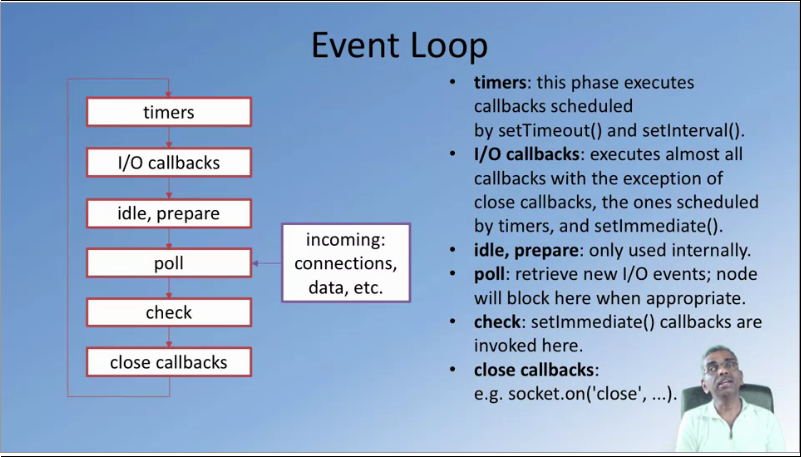 Event Loop
timers
I/O callbacks
idle, prepare
poll
check
close callbacks
incoming:
connections,
data, etc.
• timers: this phase executes
callbacks scheduled
by setTimeout() and setInterval().
• I/O callbacks: executes almost all
callbacks with the exception of
close callbacks, the ones scheduled
by timers, and setImmediate().
• idle, prepare: only used internally.
• poll: retrieve new I/O events; node
will block here when appropriate.
• check: setImmediate() callbacks are
invoked here.
• close callbacks:
e.g. socket.on('close', ...).